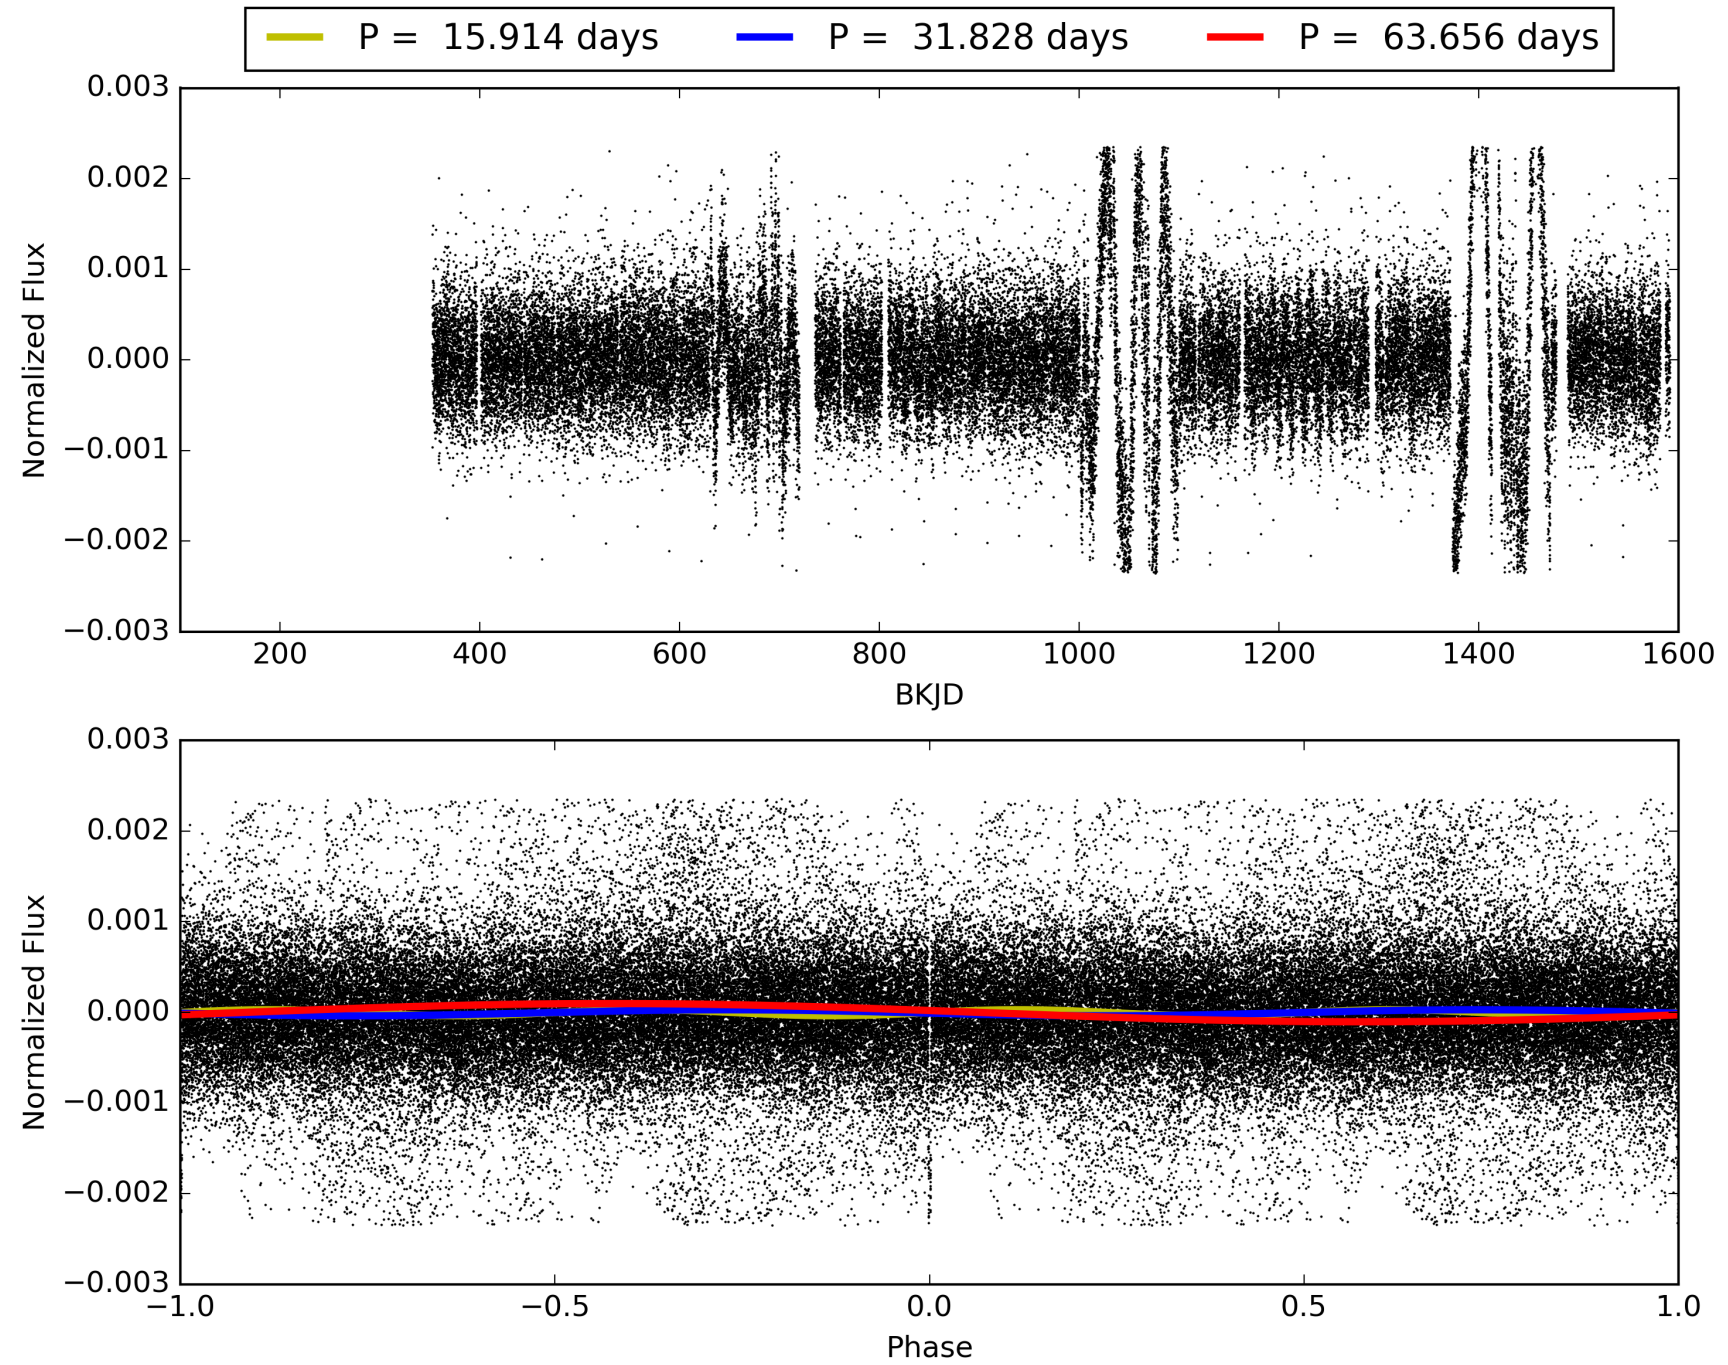 P = 15.914 days P = 31.828 days P = 63.656 days
0.003
0.002
0.001
0.000
−0.001
−0.002
−0.003
Normalized Flux
200 400 600 800 1000 1200 1400 1600
BKJD
0.003
0.002
0.001
0.000
−0.001
−0.002
−0.003
Normalized Flux
−1.0 −0.5 0.0 0.5 1.0
Phase